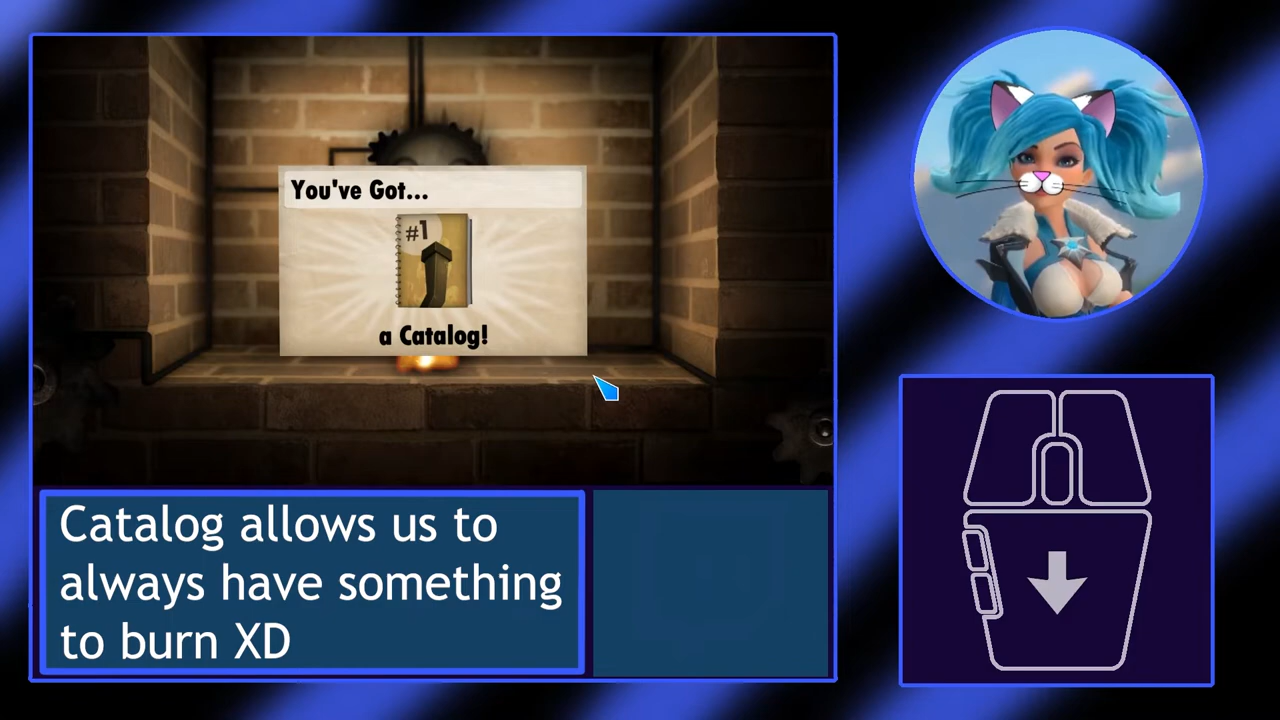 You've Got...
#1
a Catalog!
Catalog allows us to
always have something
to burn XD